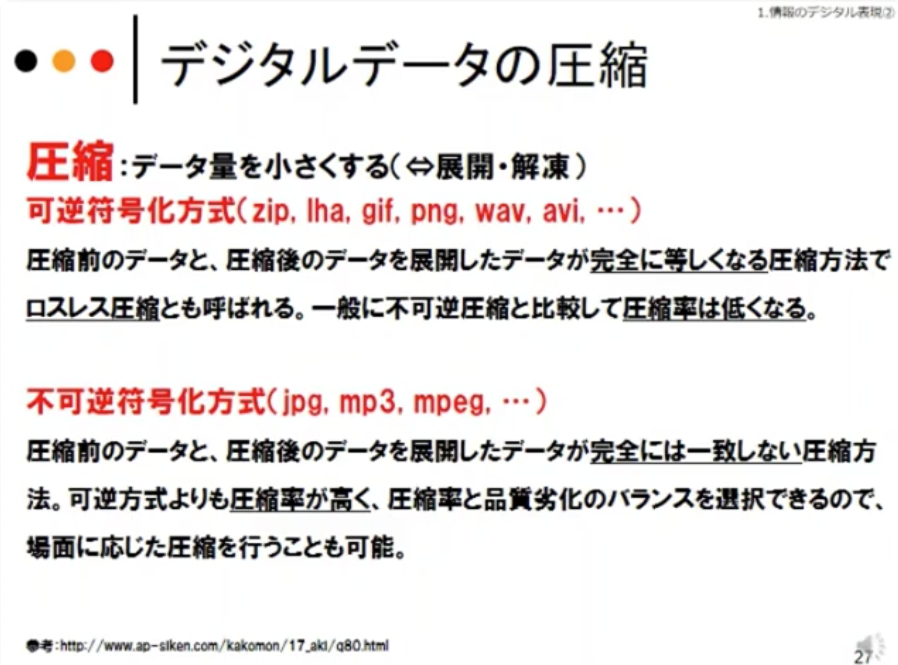 1.情報のデジタル表現②
デジタルデータの圧縮
圧縮:データ量を小さくする(⇔展開・解凍)
可逆符号化方式(zip, lha, gif, png, wav, avi, …)
圧縮前のデータと、圧縮後のデータを展開したデータが完全に等しくなる圧縮方法で
ロスレス圧縮とも呼ばれる。一般に不可逆圧縮と比較して圧縮率は低くなる。
不可逆符号化方式(jpg, mp3, mpeg, …)
圧縮前のデータと、圧縮後のデータを展開したデータが完全には一致しない圧縮方
法。可逆方式よりも圧縮率が高く、圧縮率と品質劣化のバランスを選択できるので、
場面に応じた圧縮を行うことも可能。
参考:http://www.ap-siken.com/kakomon/17_aki/q80.html
27